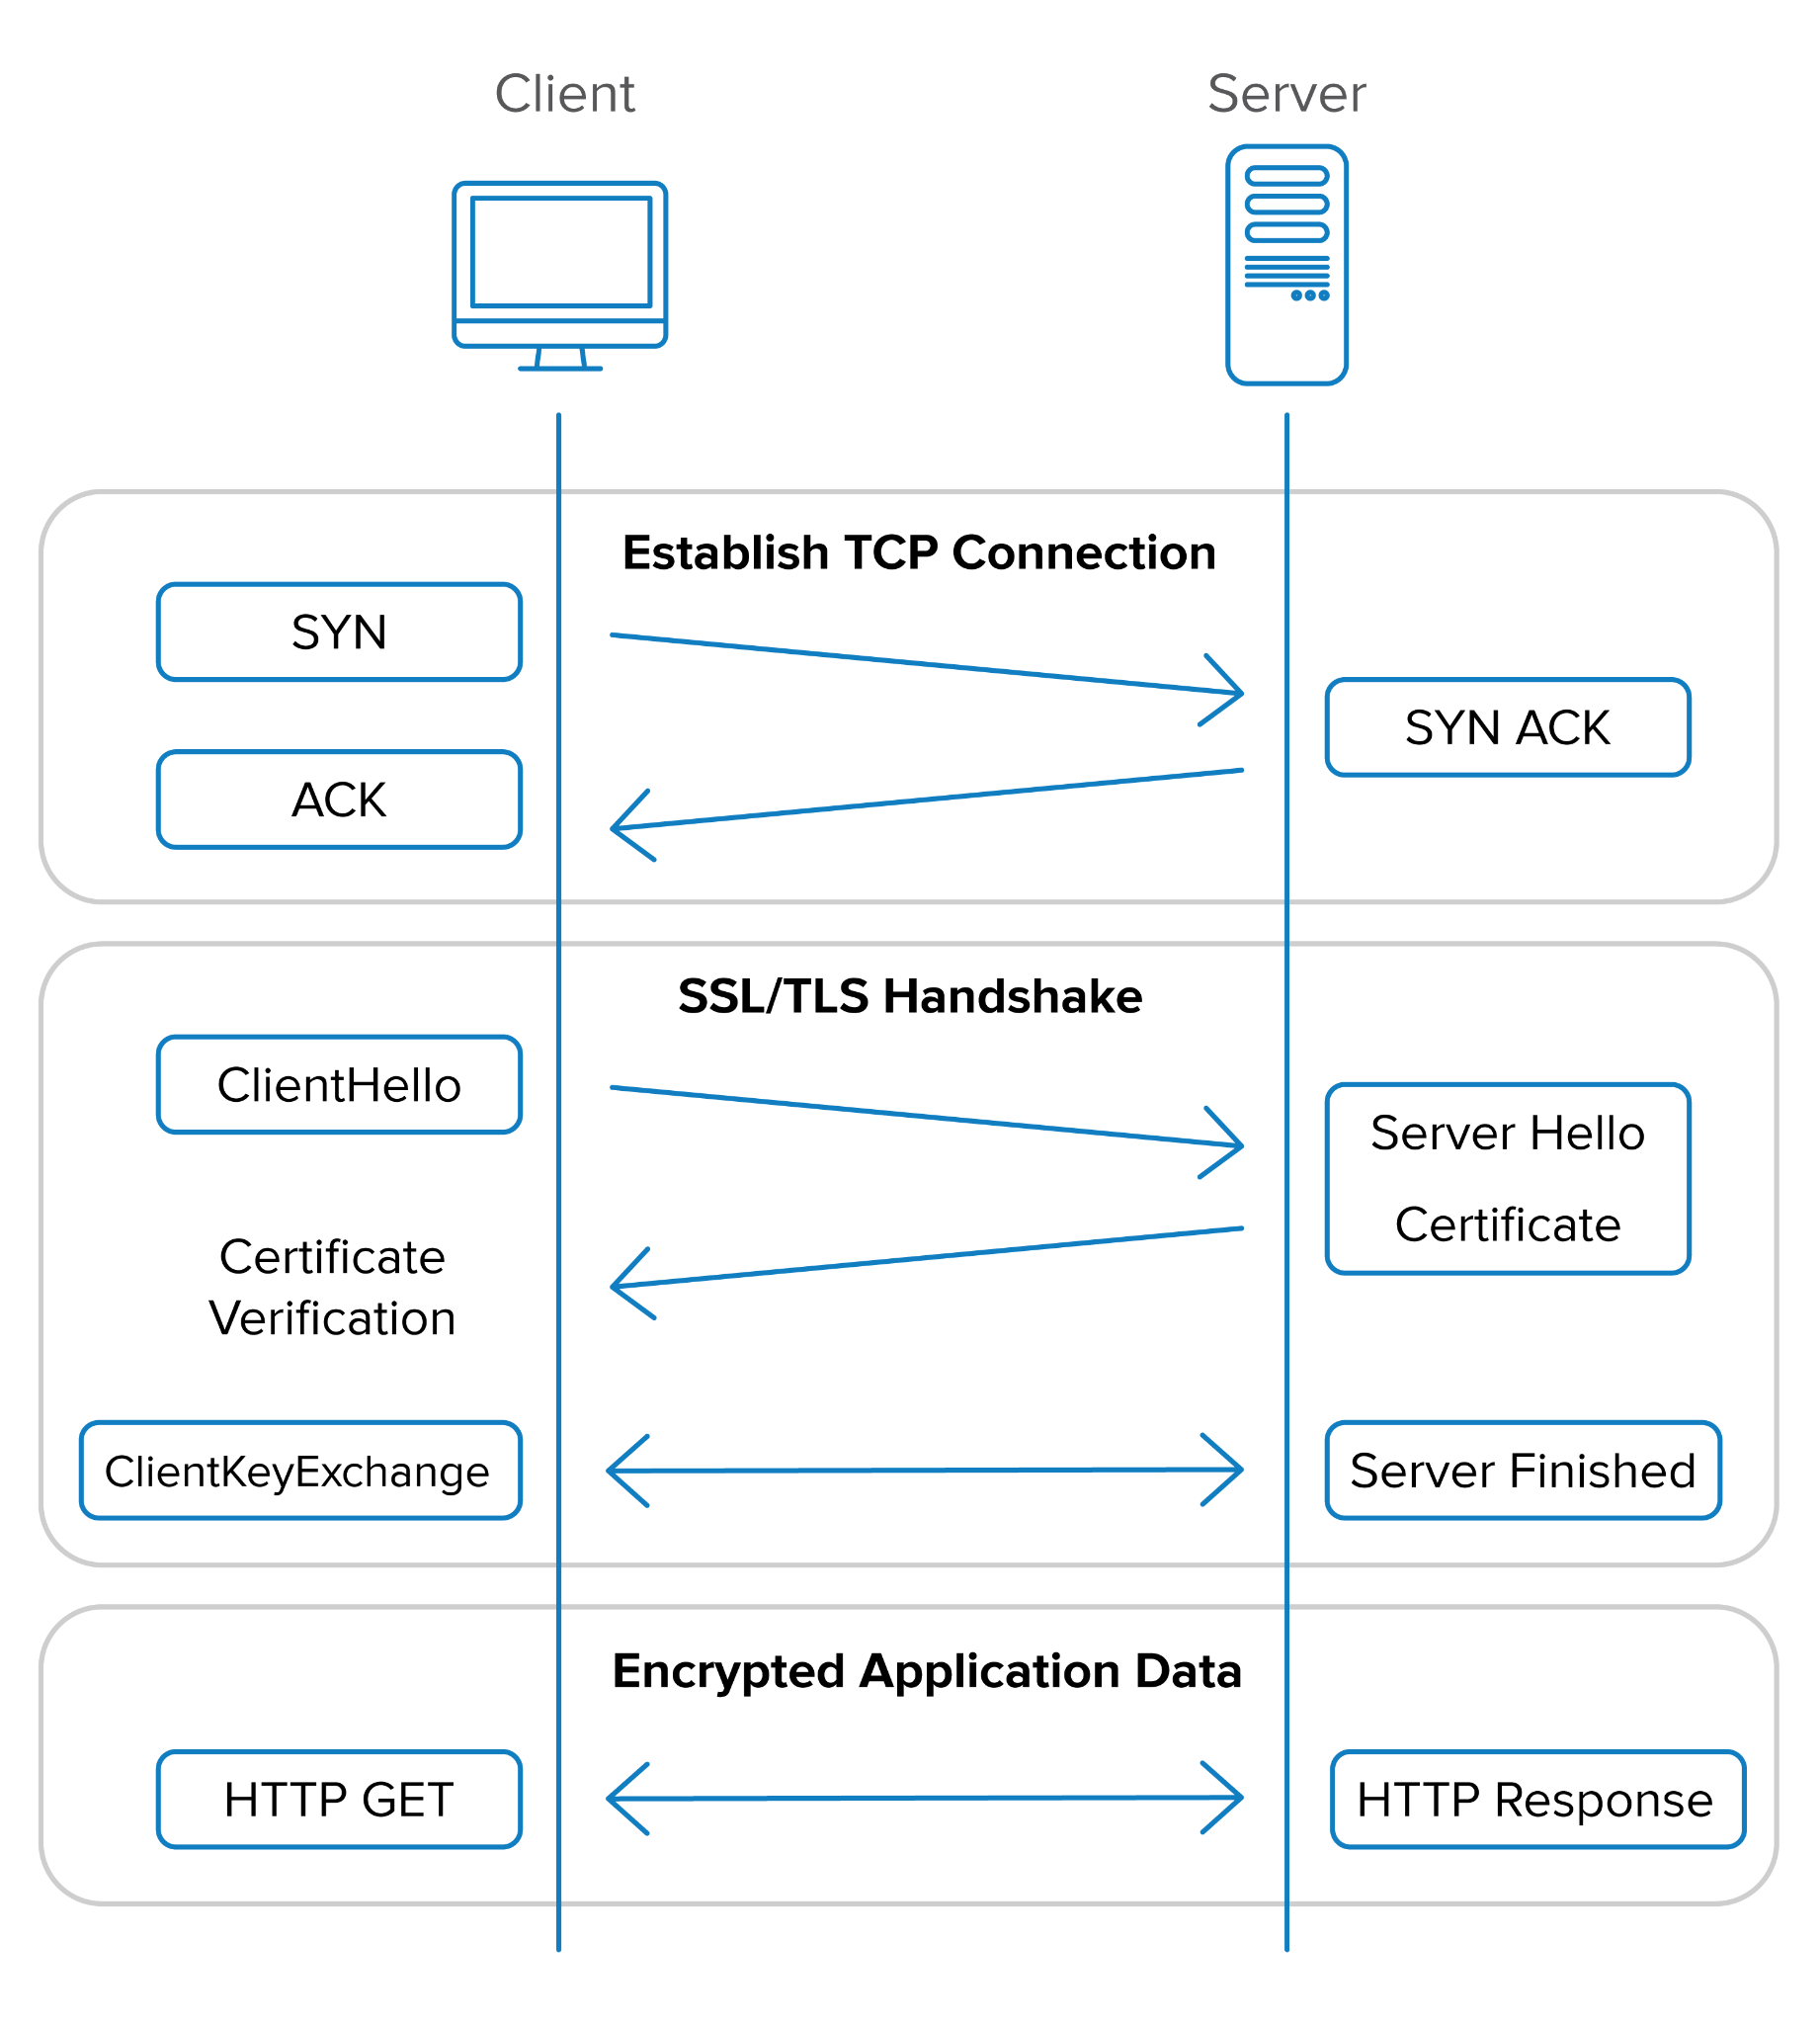 Client
Server
Establish TCP Connection
SYN
SYN ACK
ACK
SSL/TLS Handshake
ClientHello
Server Hello
Certificate
Certificate
Verification
ClientKeyExchange
Server Finished
Encrypted Application Data
HTTP GET
HTTP Response